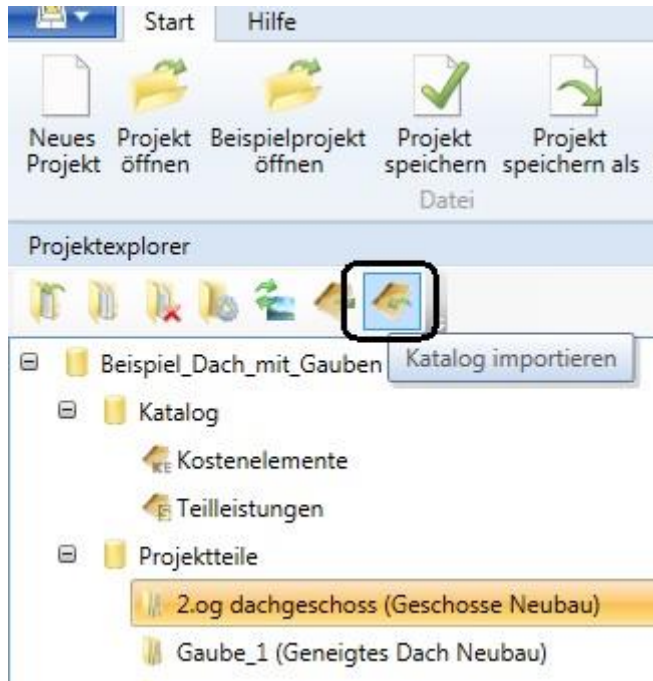 Start Hilfe
Neues Projekt Beispielprojekt Projekt Projekt
Projekt öffnen öffnen speichern speichern als
Datei
Projektexplorer
Katalog importieren
Beispiel_Dach_mit_Gauben
Katalog
KE Kostenelemente
Teilleistungen
Projektteile
2.og dachgeschoss (Geschosse Neubau)
Gaube_1 (Geneigtes Dach Neubau)